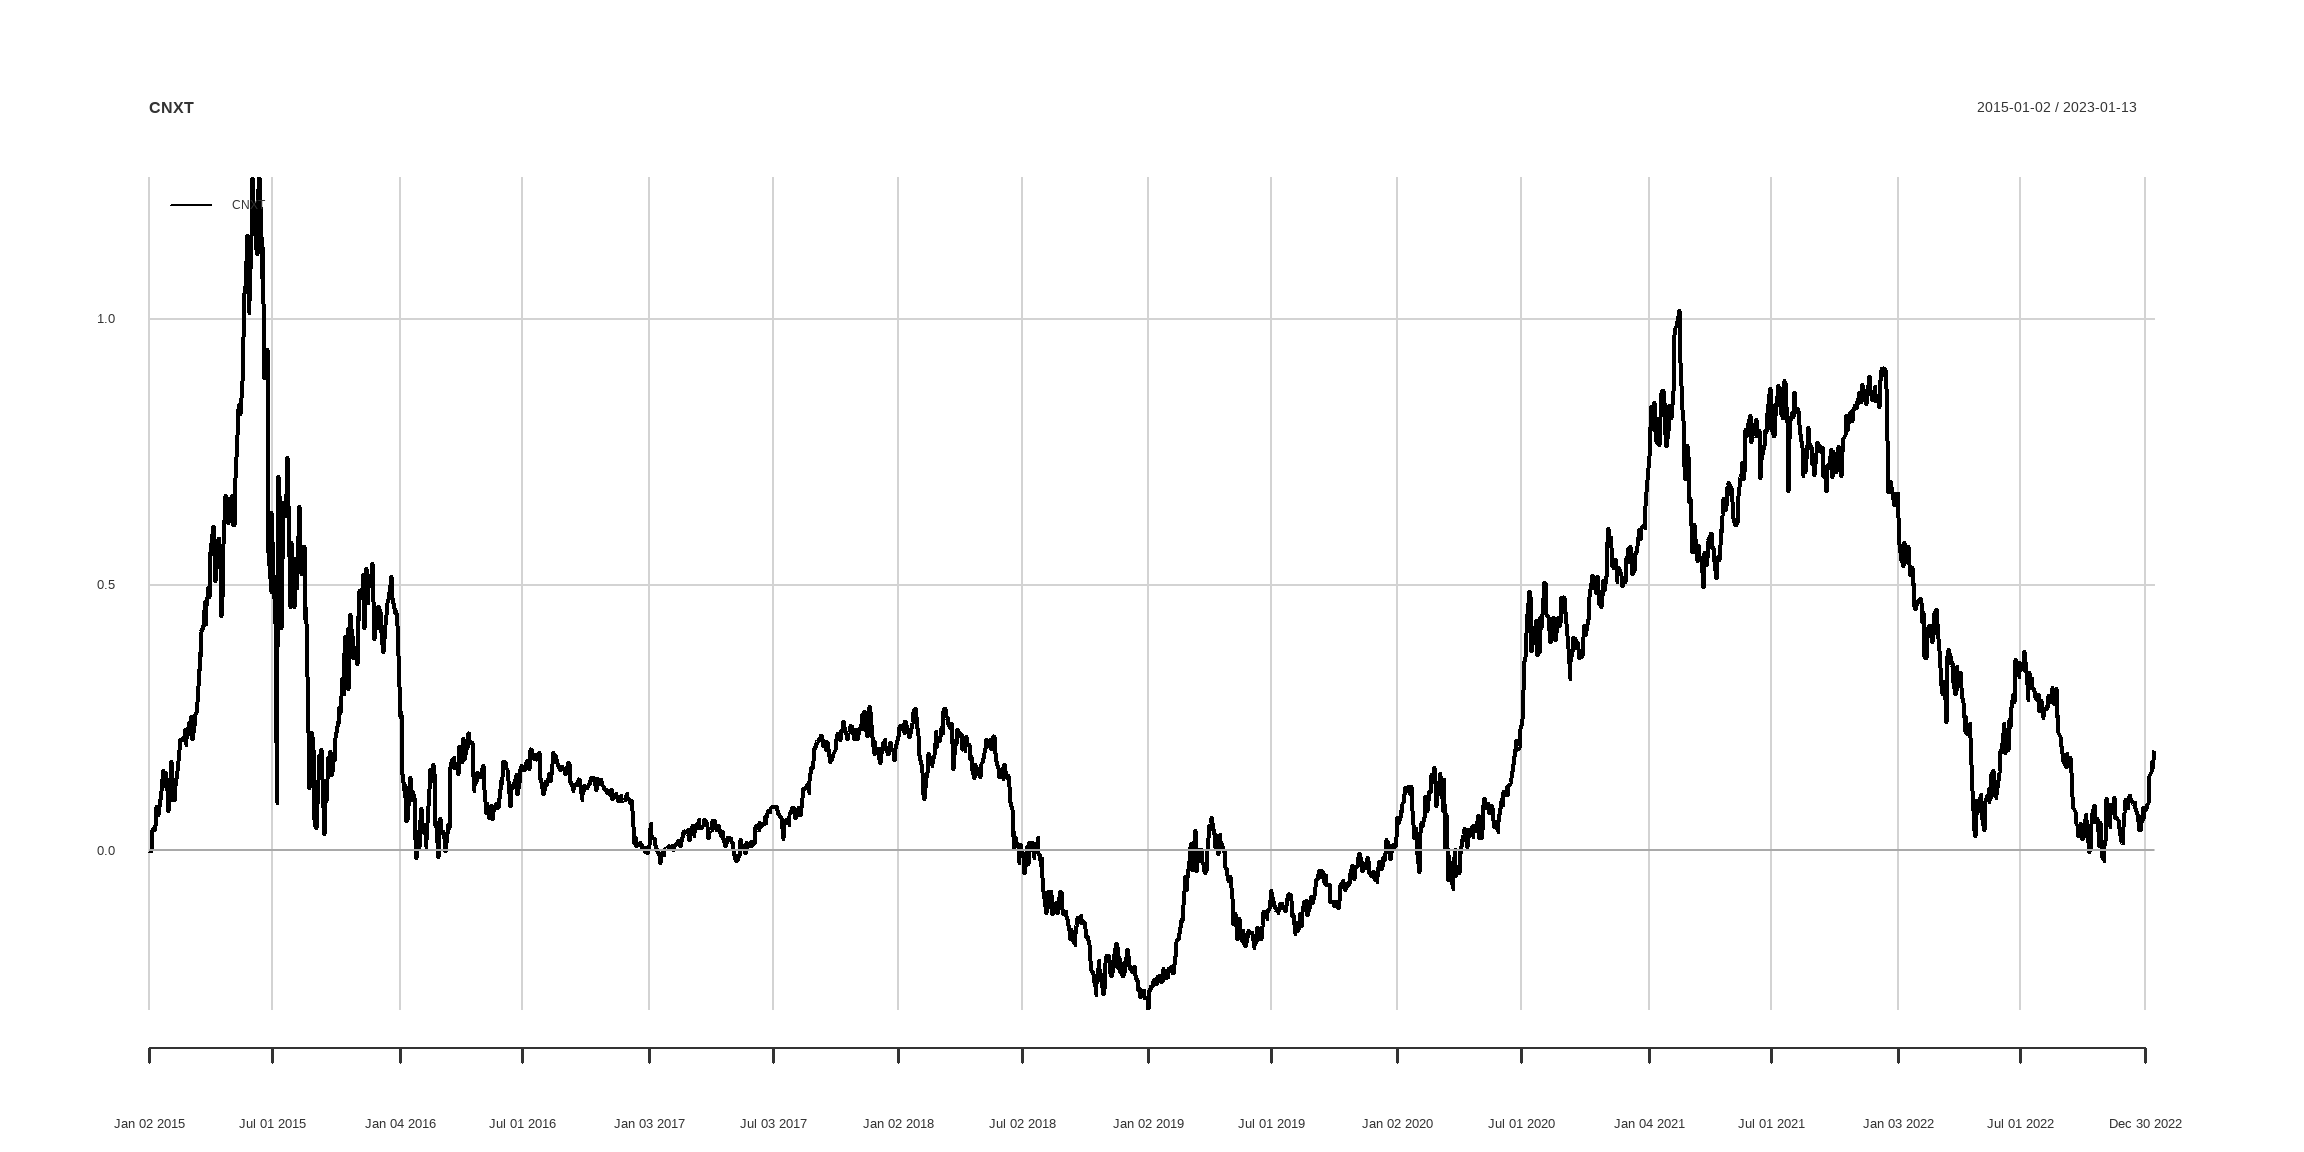 CNXT
2015-01-02 / 2023-01-13
CNXT
1.0
0.5
0.0
Jan 02 2015
Jul 01 2015
Jan 04 2016
Jul 01 2016
Jan 03 2017
Jul 03 2017
Jan 02 2018
Jul 02 2018
Jan 02 2019
Jul 01 2019
Jan 02 2020
Jul 01 2020
Jan 04 2021
Jul 01 2021
Jan 03 2022
Jul 01 2022
Dec 30 2022